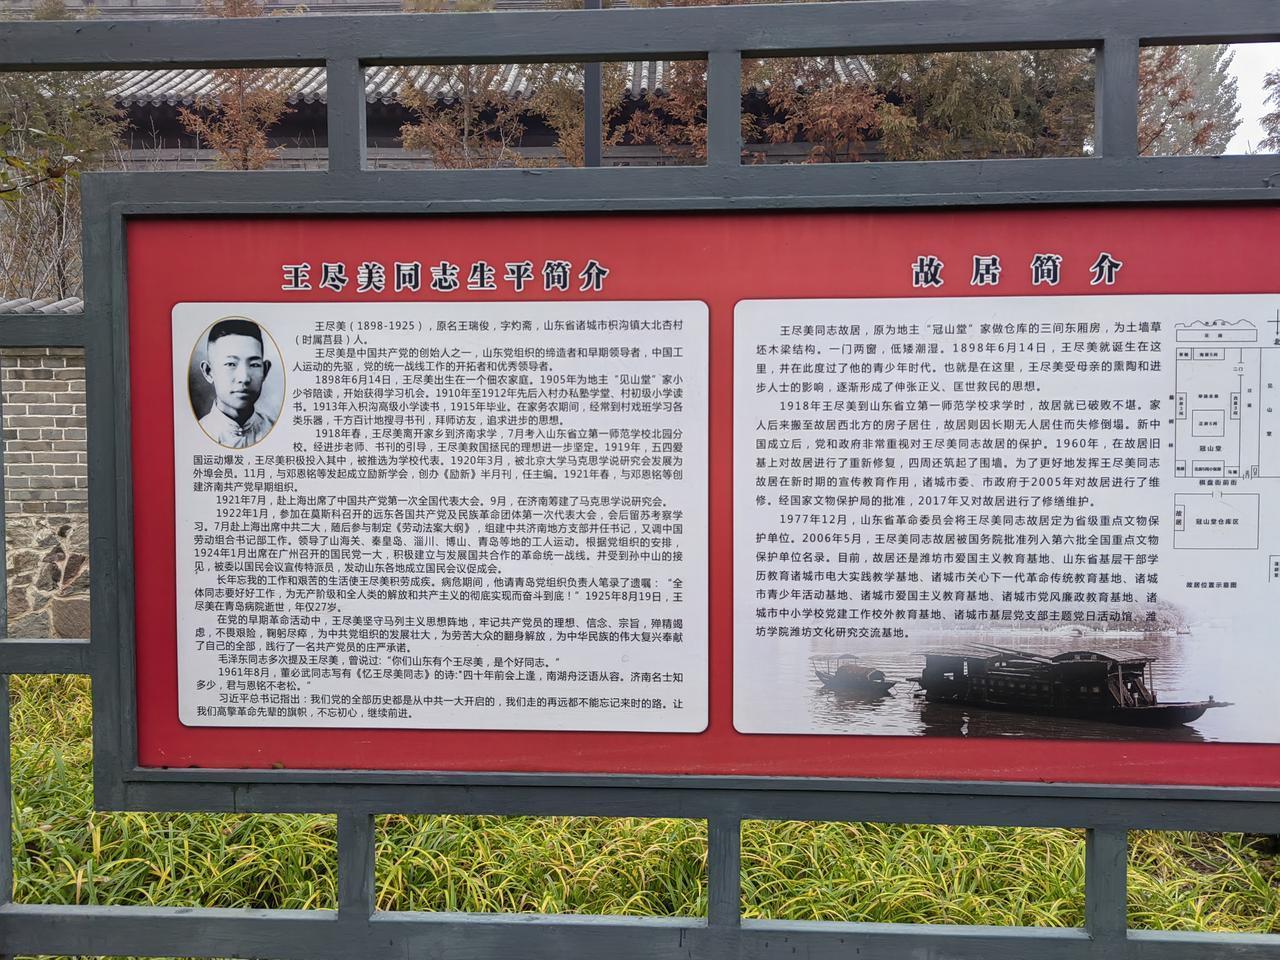 王尽美同志生平简介
王尽美（1898-1925），原名王瑞俊，字灼斋，山东省诸城市枳沟镇大北杏村
（时属莒县）人。
王尽美是中国共产党的创始人之一，山东党组织的缔造者和早期领导者，中国工
人运动的先驱，党的统一战线工作的开拓者和优秀领导者。
1898年6月14日，王尽美出生在一个佃农家庭。1905年为地主“见山堂”家小
少爷陪读，开始获得学习机会。1910年至1912年先后入村办私塾学堂、村初级小学读
书。1913年入枳沟高级小学读书，1915年毕业。在家务农期间，经常到村戏班学习各
类乐器，千方百计地搜寻书刊，拜师访友，追求进步的思想。
1918年春，王尽美离开家乡到济南求学，7月考入山东省立第一师范学校北园分
校。经进步老师、书刊的引导，王尽美救国拯民的理想进一步坚定。1919年，五四爱
国运动爆发，王尽美积极投入其中，被推选为学校代表。1920年3月，被北京大学马克思学说研究会发展为
外埠会员。11月，与邓恩铭等发起成立励新学会，创办《励新》半月刊，任主编。1921年春，与邓恩铭等创
建济南共产党早期组织。
1921年7月，赴上海出席了中国共产党第一次全国代表大会。9月，在济南筹建了马克思学说研究会。
1922年1月，参加在莫斯科召开的远东各国共产党及民族革命团体第一次代表大会，会后留苏考察学
习。7月赴上海出席中共二大，随后参与制定《劳动法案大纲》，组建中共济南地方支部并任书记，又调中国
劳动组合书记部工作。领导了山海关、秦皇岛、淄川、博山、青岛等地的工人运动。根据党组织的安排，
1924年1月出席在广州召开的国民党一大，积极建立与发展国共合作的革命统一战线。并受到孙中山的接
见，被委以国民会议宣传特派员，发动山东各地成立国民会议促成会。
长年忘我的工作和艰苦的生活使王尽美积劳成疾。病危期间，他请青岛党组织负责人笔录了遗嘱：“全
体同志要好好工作，为无产阶级和全人类的解放和共产主义的彻底实现而奋斗到底！”1925年8月19日，王
尽美在青岛病院逝世，年仅27岁。
在党的早期革命活动中，王尽美坚守马列主义思想阵地，牢记共产党员的理想、信念、宗旨，殚精竭
虑，不畏艰险，鞠躬尽瘁，为中共党组织的发展壮大，为劳苦大众的翻身解放，为中华民族的伟大复兴奉献
了自己的全部，践行了一名共产党员的庄严承诺。
毛泽东同志多次提及王尽美，曾说过：“你们山东有个王尽美，是个好同志。”
1961年8月，董必武同志写有《忆王尽美同志》的诗：“四十年前会上逢，南湖舟泛语从容。济南名士知
多少，君与恩铭不老松。”
习近平总书记指出：我们党的全部历史都是从中共一大开启的，我们走的再远都不能忘记来时的路。让
我们高擎革命先辈的旗帜，不忘初心，继续前进。
故居简介
王尽美同志故居，原为地主“冠山堂”家做仓库的三间东厢房，为土墙草
坯木梁结构。一门两窗，低矮潮湿。1898年6月14日，王尽美就诞生在这
里，并在此度过了他的青少年时代。也就是在这里，王尽美受母亲的熏陶和进
步人士的影响，逐渐形成了伸张正义、匡世救民的思想。
1918年王尽美到山东省立第一师范学校求学时，故居就已破败不堪。家
人后来搬至故居西北方的房子居住，故居则因长期无人居住而失修倒塌。新中
国成立后，党和政府非常重视对王尽美同志故居的保护。1960年，在故居旧
基上对故居进行了重新修复，四周还筑起了围墙。为了更好地发挥王尽美同志
故居在新时期的宣传教育作用，诸城市委、市政府于2005年对故居进行了维
修。经国家文物保护局的批准，2017年又对故居进行了修缮维护。
1977年12月，山东省革命委员会将王尽美同志故居定为省级重点文物保
护单位。2006年5月，王尽美同志故居被国务院批准列入第六批全国重点文物
保护单位名录。目前，故居还是潍坊市爱国主义教育基地、山东省基层干部学
历教育诸城市电大实践教学基地、诸城市关心下一代革命传统教育基地、诸城
市青少年活动基地、诸城市爱国主义教育基地、诸城市党风廉政教育基地、诸
城市中小学校党建工作校外教育基地、诸城市基层党支部主题党日活动馆、潍
坊学院潍坊文化研究交流基地。
北
见山堂
冠山堂
棋盘街前街
故居
冠山堂仓库区
故居位置示意图